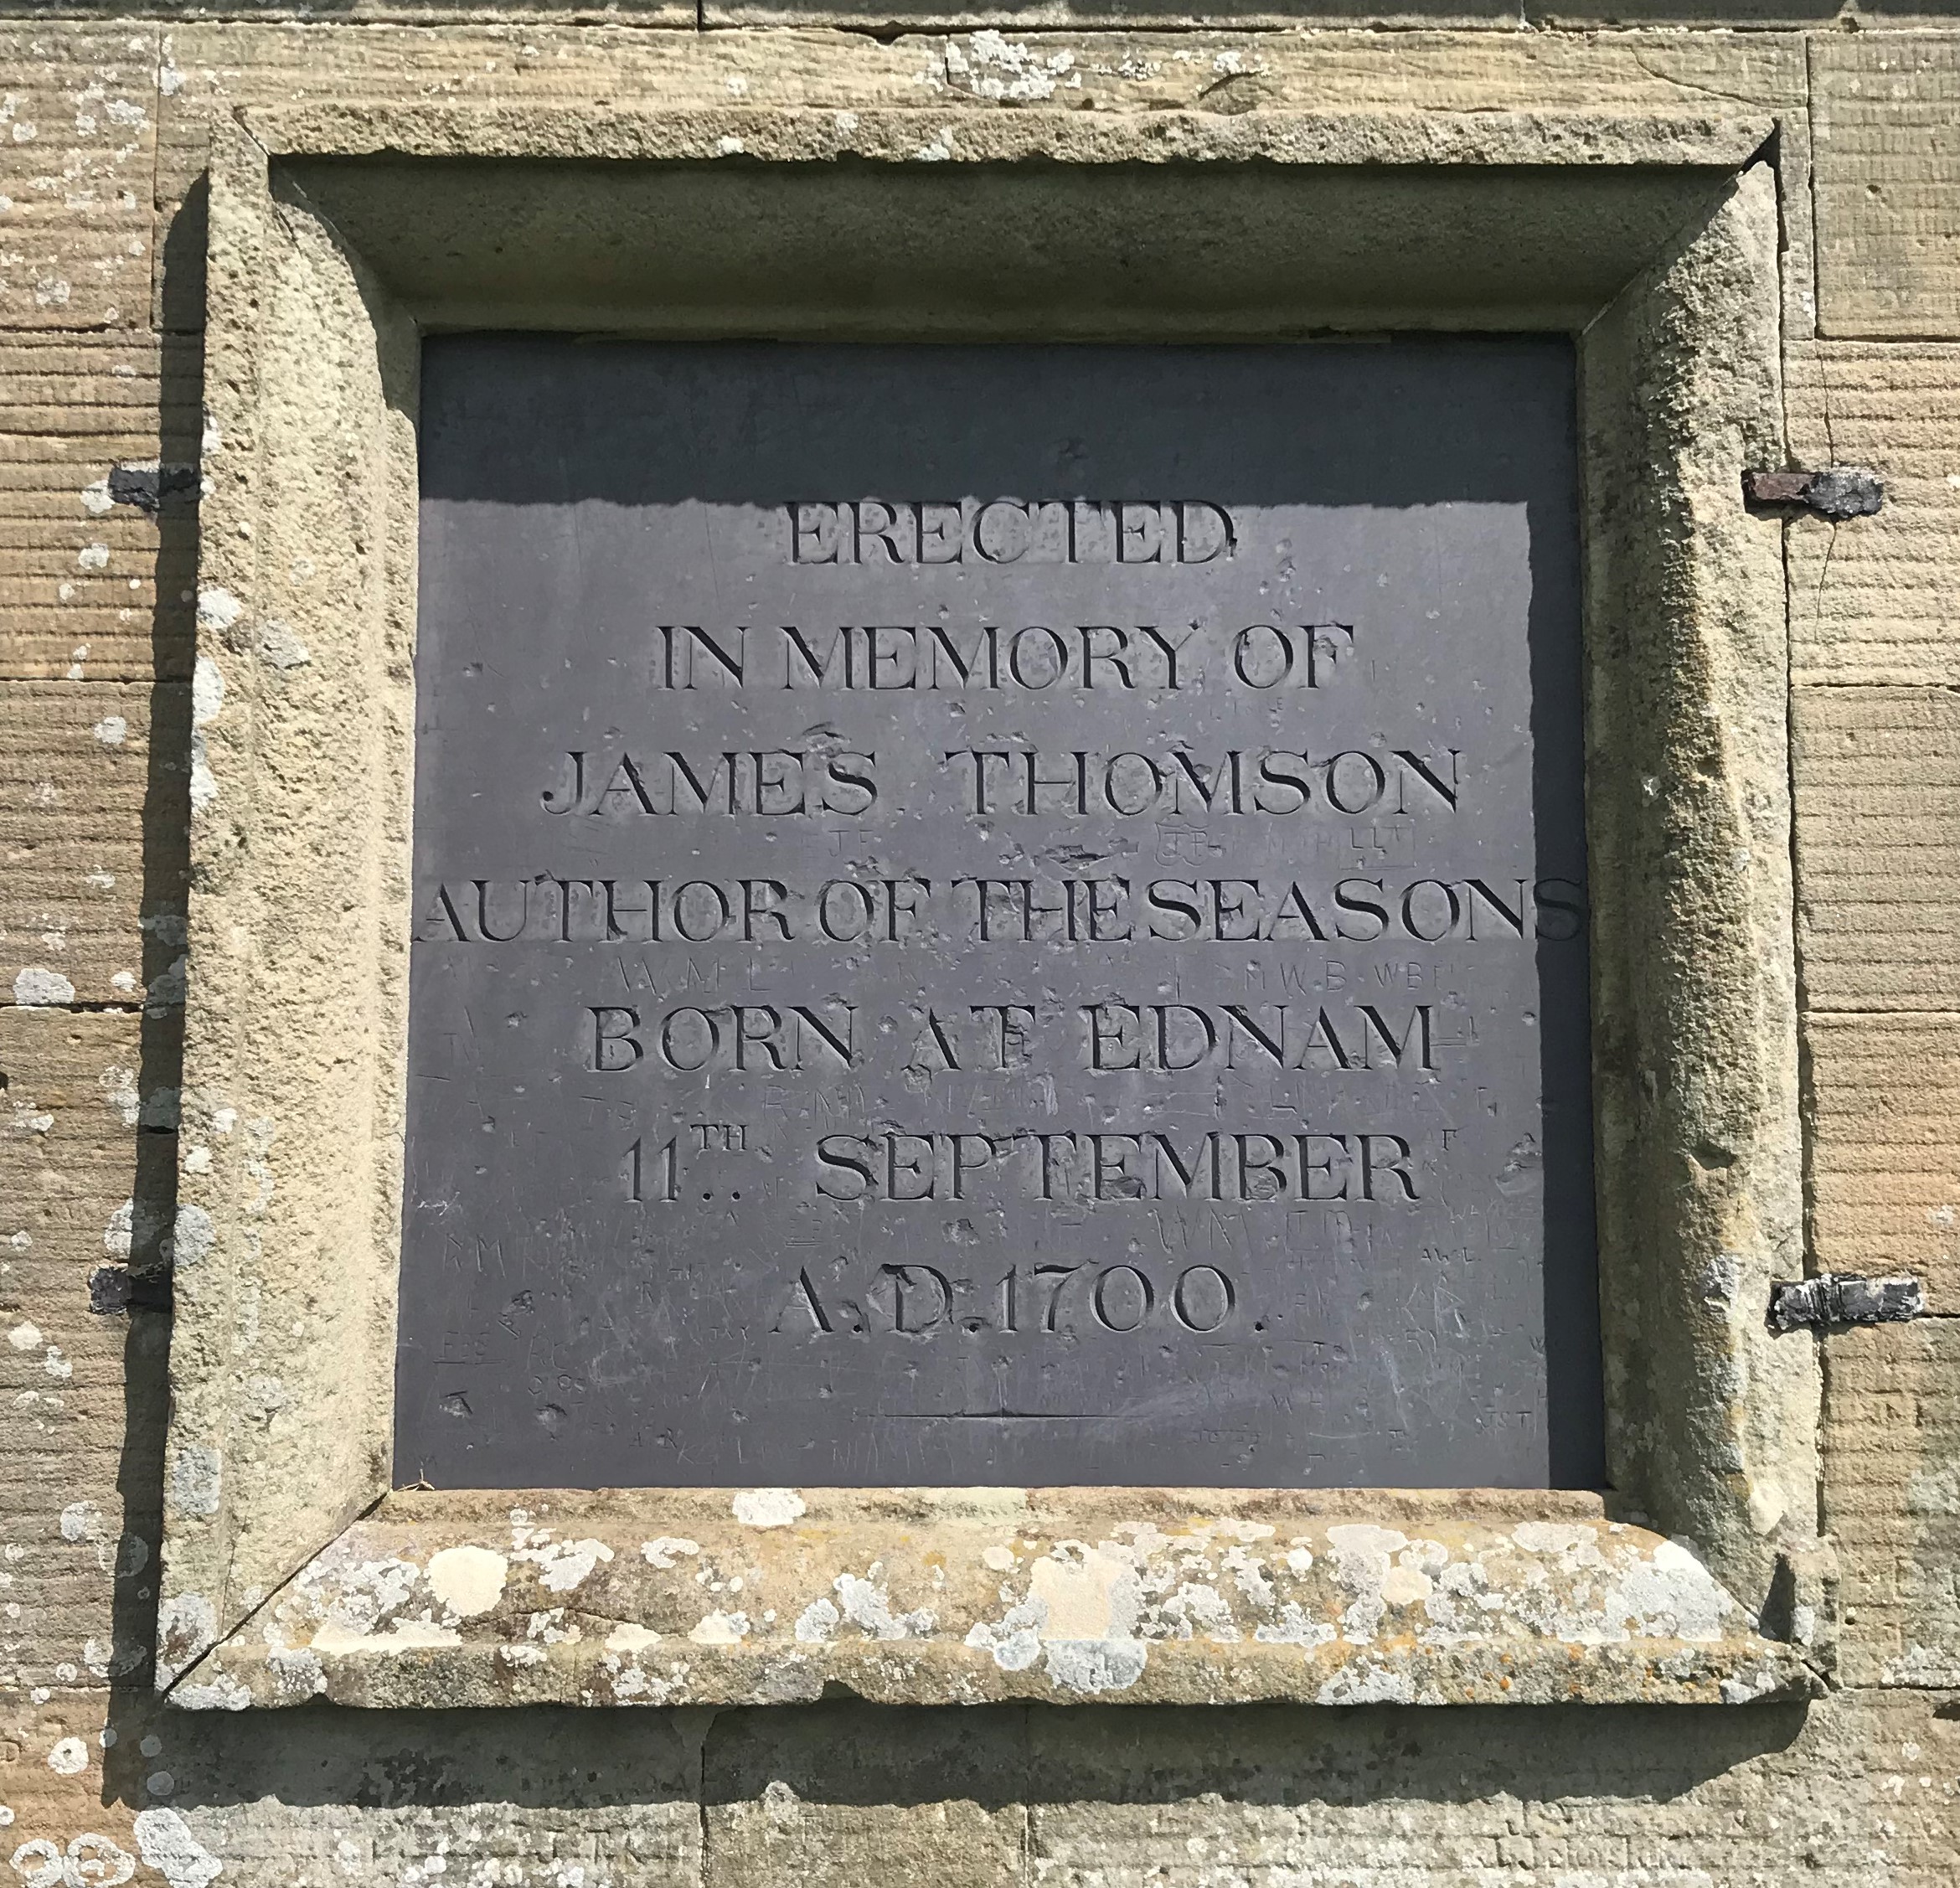 ERECTED
IN MEMORY OF
JAMES THOMSON
AUTHOR OF THE SEASONS
BORN AT EDNAM
11TH.. SEPTEMBER
A.D.1700.